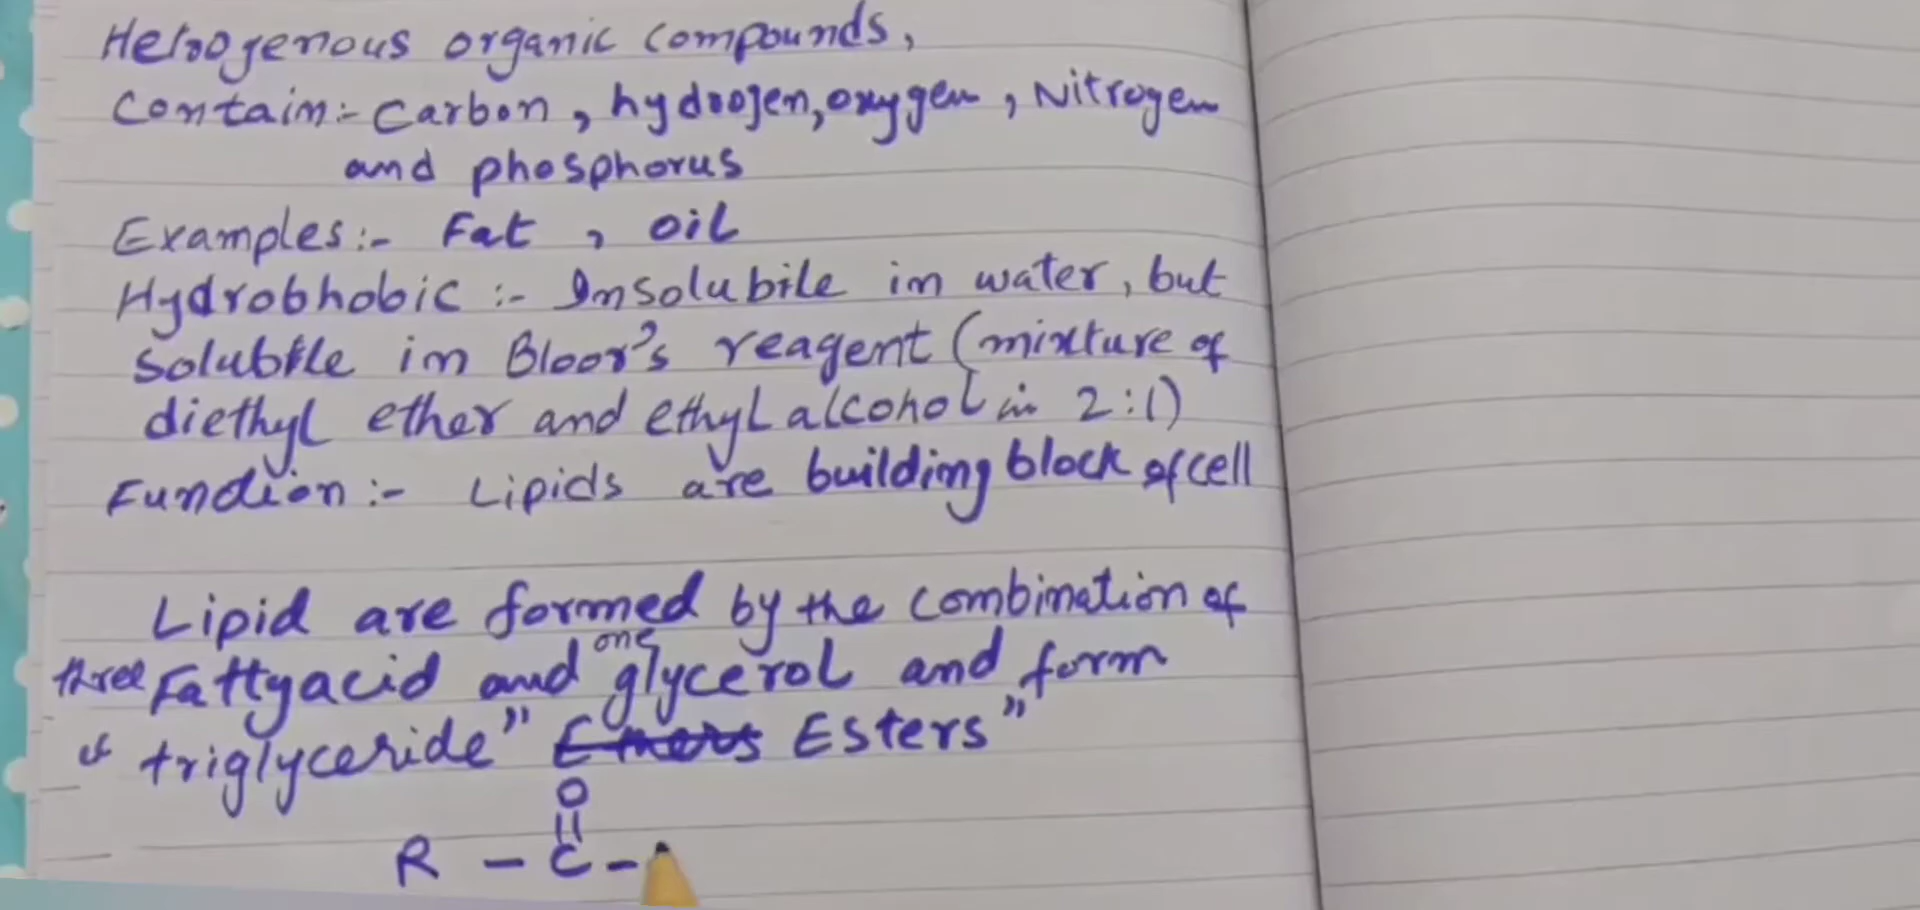 Hetrogenous organic compounds,
Contain:- Carbon, hydrogen, oxygen, Nitrogen
and phosphorus
Examples:- Fat, oil
Hydrobhobic :- Insolubile in water, but
Solubile in Bloor's reagent (mixture of
diethyl ether and ethyl alcohol in 2:1)
Function :- Lipids are building block of cell
Lipid are formed by the combination of
three Fattyacid and one glycerol and form
"triglyceride" Esters"
O
||
R - C -